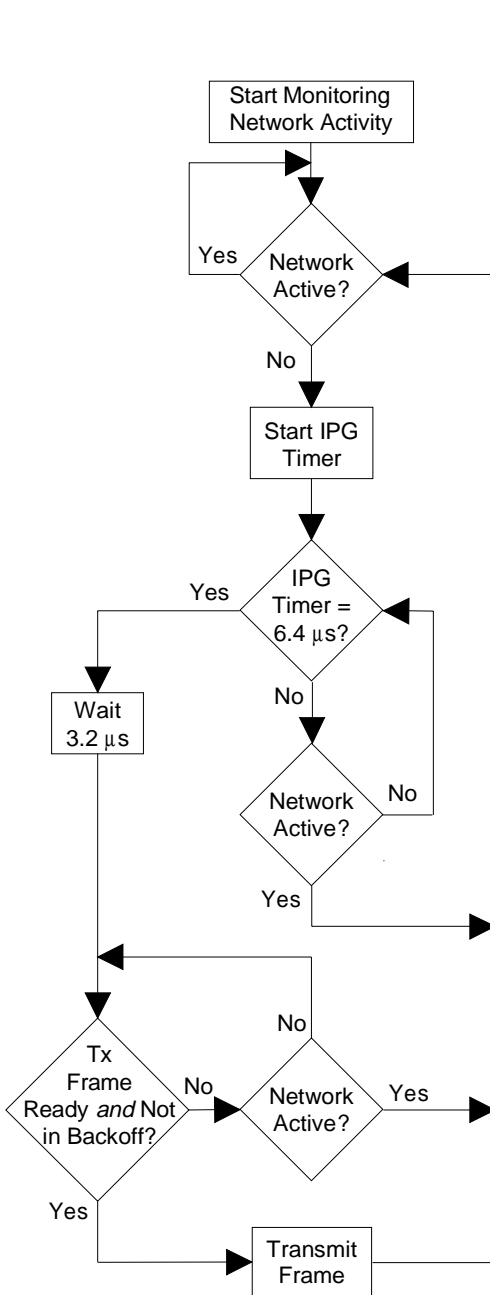 Start Monitoring
Network Activity
Yes
Network
Active?
No
Start IPG
Timer
Yes
IPG
Timer =
6.4 μs?
No
Wait
3.2 μs
Network
Active?
No
Yes
No
Tx
Frame
Ready and Not
in Backoff?
No
Network
Active?
Yes
Yes
Transmit
Frame